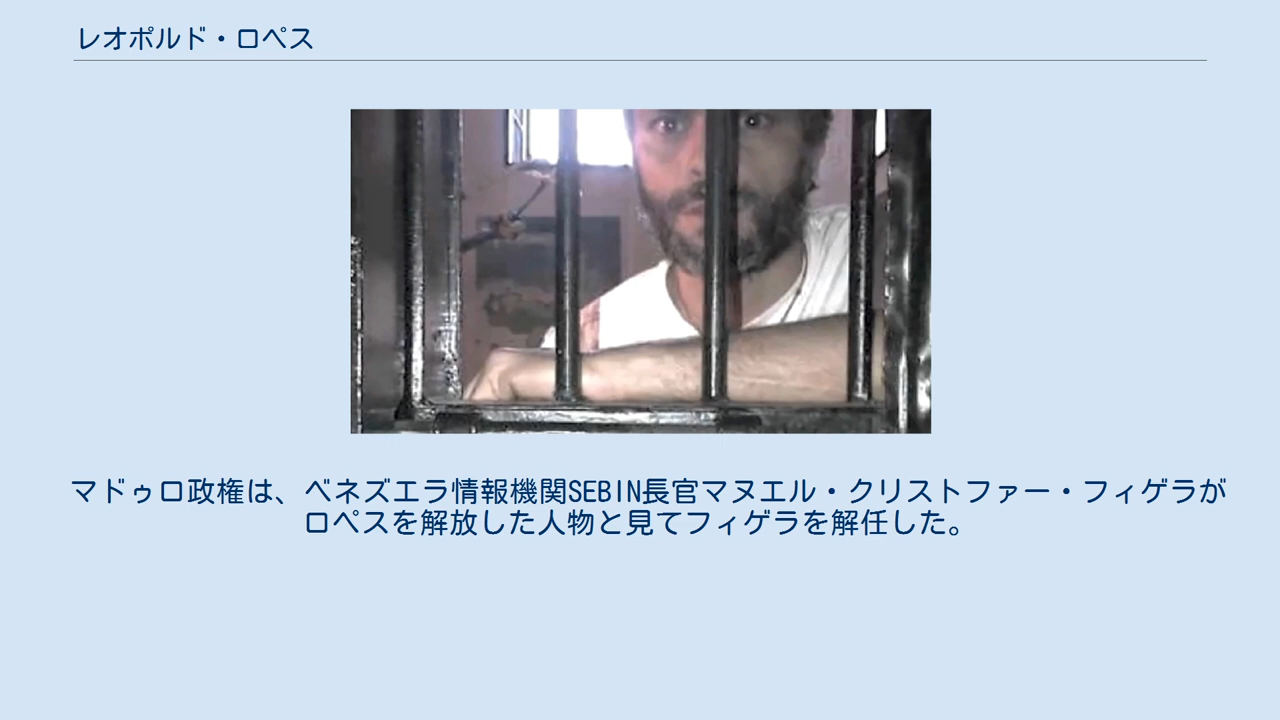 レオポルド・ロペス
マドゥロ政権は、ベネズエラ情報機関SEBIN長官マヌエル・クリストファー・フィゲラが
ロペスを解放した人物と見てフィゲラを解任した。